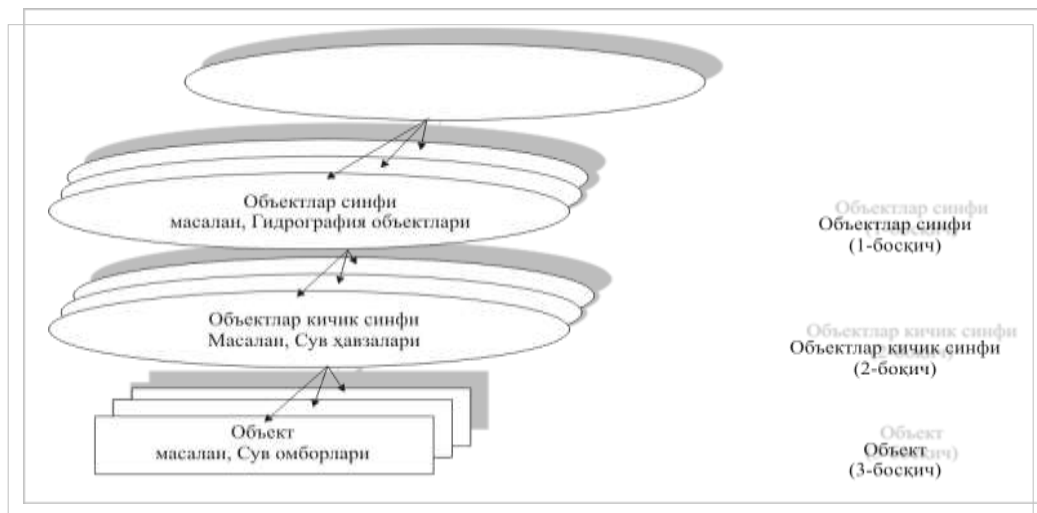 Объектлар синфи
масалан, Гидрография объектлари
Объектлар синфи
(1-босқич)
Объектлар кичик синфи
Масалан, Сув ҳавзалари
Объектлар кичик синфи
(2-боқич)
Объект
масалан, Сув омборлари
Объект
(3-босқич)